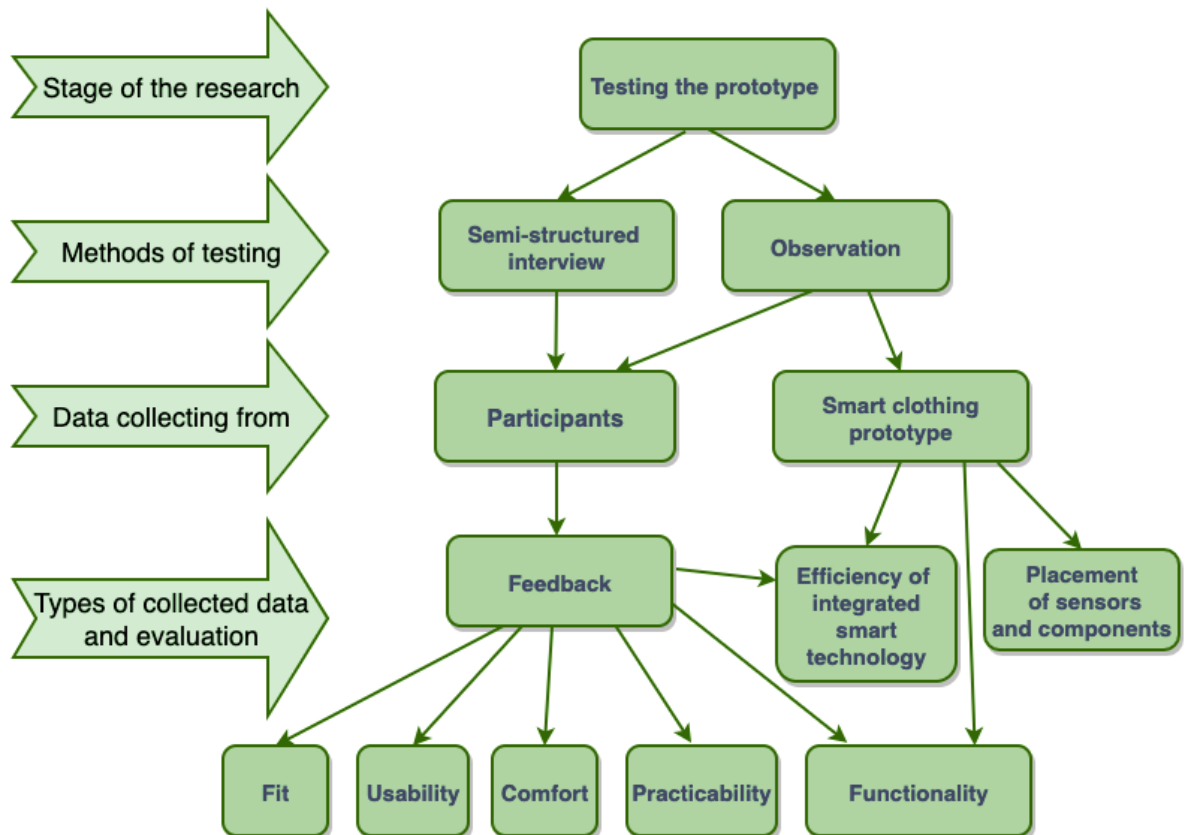 Stage of the research
Testing the prototype
Methods of testing
Semi-structured
interview
Observation
Data collecting from
Participants
Smart clothing
prototype
Types of collected data
and evaluation
Feedback
Efficiency of
integrated
smart
technology
Placement
of sensors
and components
Fit
Usability
Comfort
Practicability
Functionality